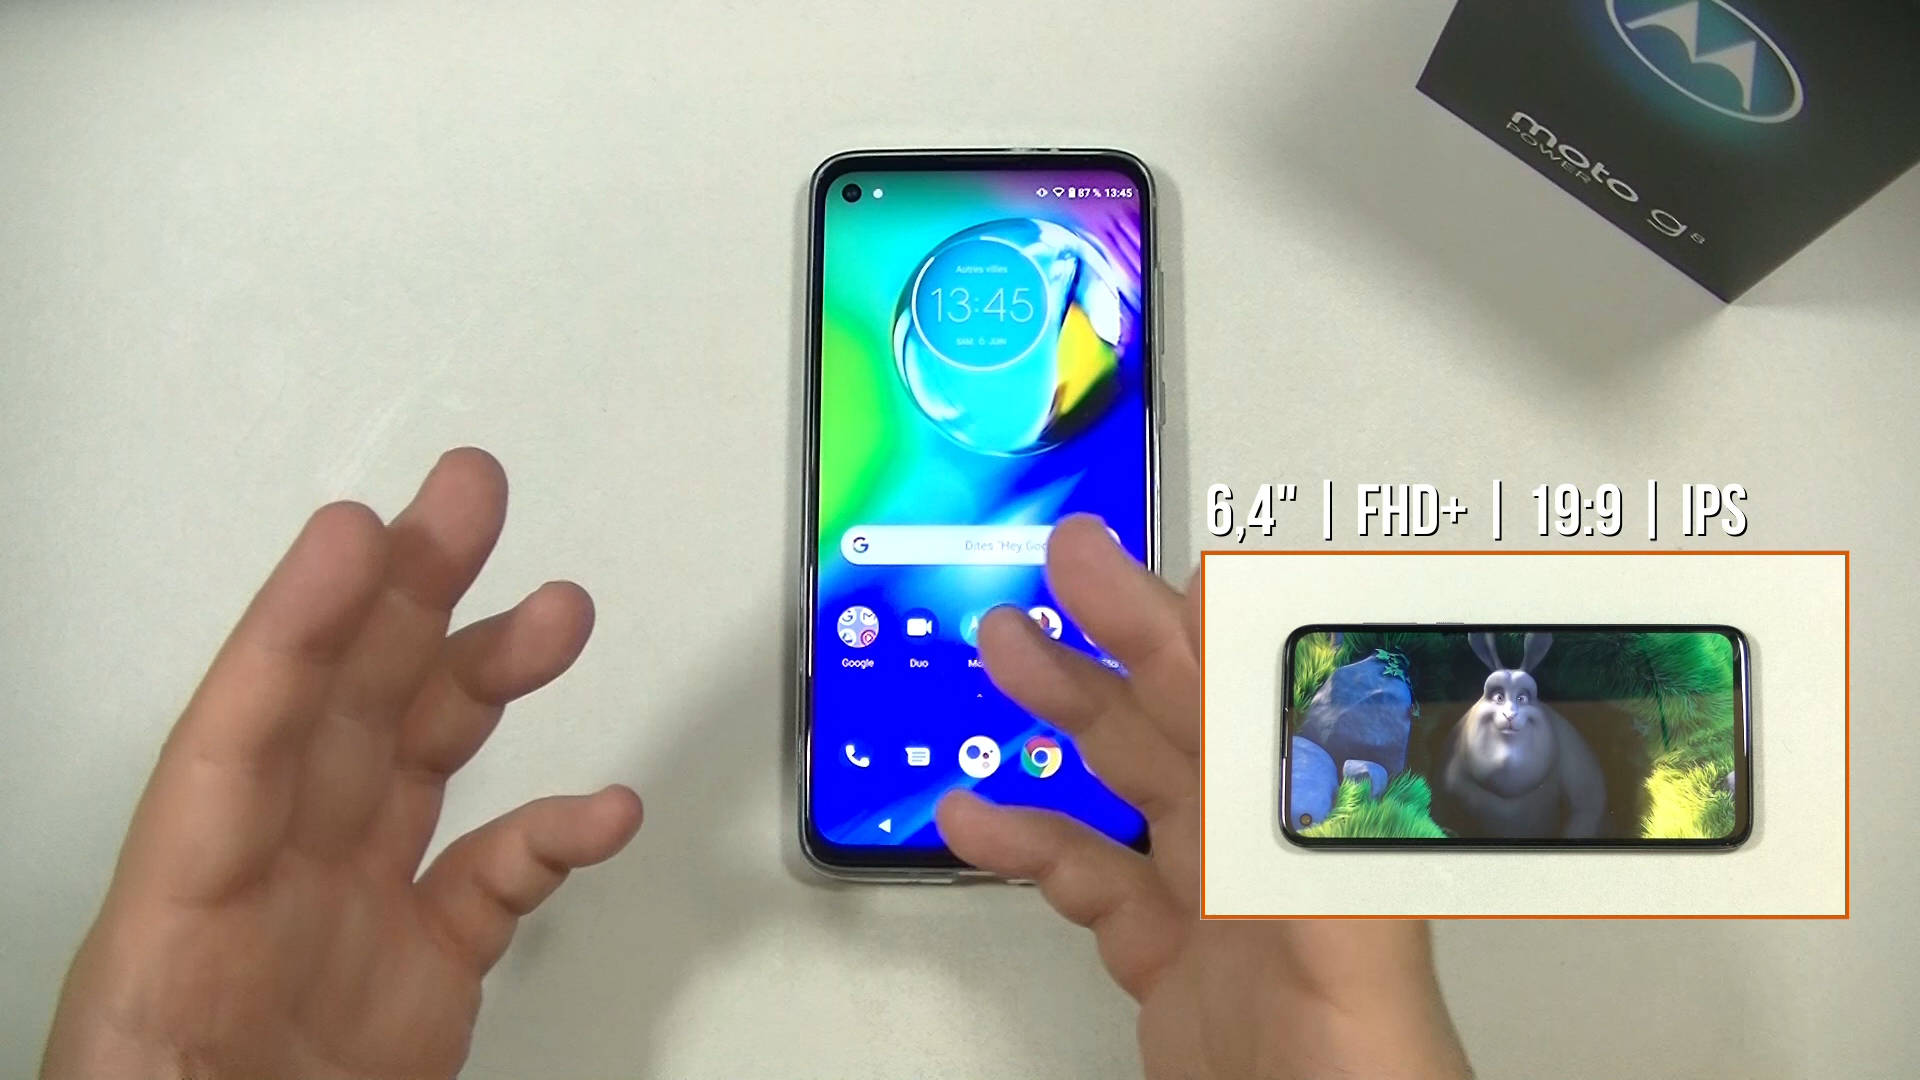 moto g8
POWER
87 % 13:45
Autres villes
13:45
SAM. 6 JUIN
Dites "Hey Goo
Google
Duo
6,4" | FHD+ | 19:9 | IPS